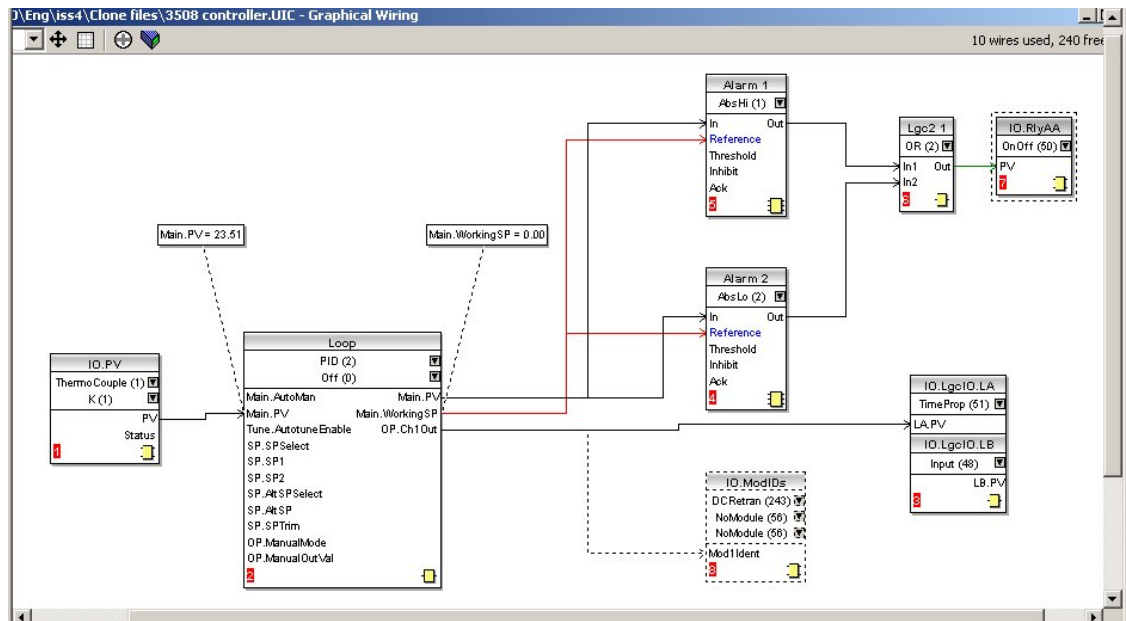 )\Eng\iss4\Clone files\3508 controller.UIC - Graphical Wiring
10 wires used, 240 free
Alarm 1
AbsHi (1)
In Out
Reference
Threshold
Inhibit
Ack
5
Lgc2 1
OR (2)
In1 Out
In2
6
IO.RlyAA
OnOff (50)
PV
7
Main.PV = 23.51
Main.WorkingSP = 0.00
Alarm 2
AbsLo (2)
In Out
Reference
Threshold
Inhibit
Ack
4
IO.PV
ThermoCouple (1)
K (1)
PV
Status
1
Loop
PID (2)
Off (0)
Main.AutoMan Main.PV
Main.PV Main.WorkingSP
Tune.AutotuneEnable OP.Ch1Out
SP.SPSelect
SP.SP1
SP.SP2
SP.AltSPSelect
SP.AltSP
SP.SPTrim
OP.ManualMode
OP.ManualOutVal
2
IO.LgcIO.LA
TimeProp (51)
LA.PV
IO.LgcIO.LB
Input (48)
LB.PV
3
IO.ModIDs
DCRetran (243)
NoModule (56)
NoModule (56)
Mod1Ident
8